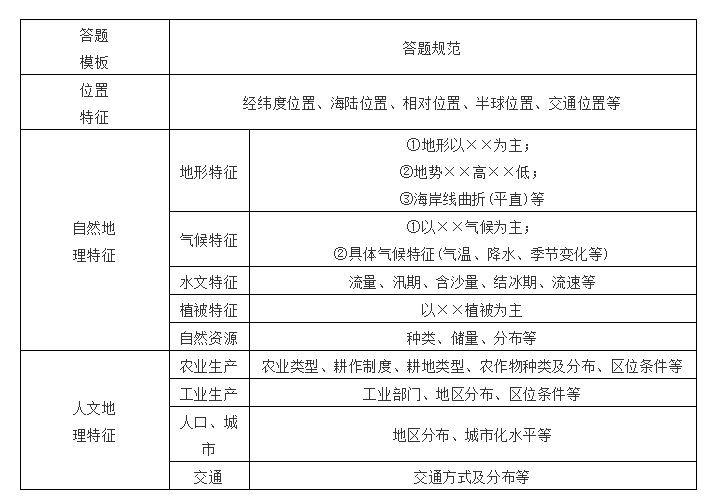 答题
模板
答题规范
位置
特征
经纬度位置、海陆位置、相对位置、半球位置、交通位置等
自然地
理特征
地形特征
①地形以××为主；
②地势××高××低；
③海岸线曲折(平直)等
气候特征
①以××气候为主；
②具体气候特征(气温、降水、季节变化等)
水文特征
流量、汛期、含沙量、结冰期、流速等
植被特征
以××植被为主
自然资源
种类、储量、分布等
人文地
理特征
农业生产
农业类型、耕作制度、耕地类型、农作物种类及分布、区位条件等
工业生产
工业部门、地区分布、区位条件等
人口、城
市
地区分布、城市化水平等
交通
交通方式及分布等